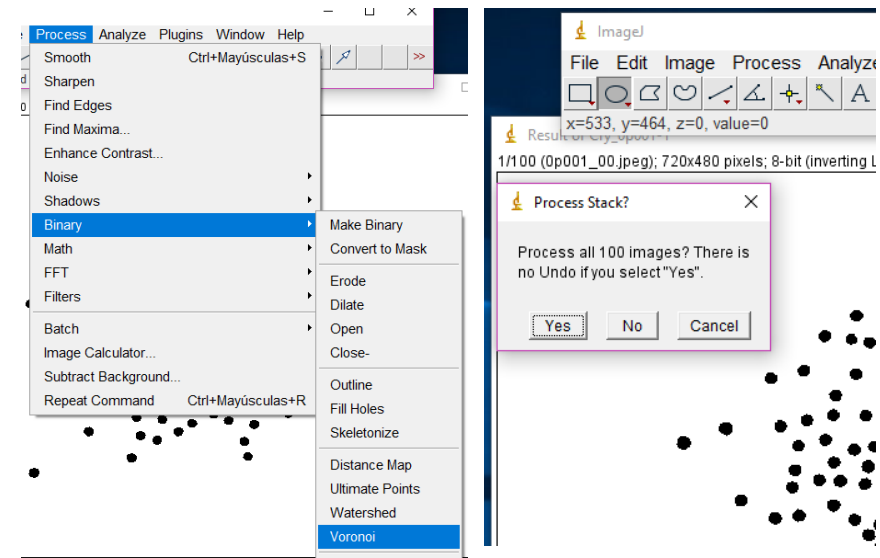 Process Analyze Plugins Window Help
Smooth Ctrl+Mayúsculas+S
Sharpen
Find Edges
Find Maxima...
Enhance Contrast...
Noise
Shadows
Binary
Math
FFT
Filters
Batch
Image Calculator...
Subtract Background...
Repeat Command Ctrl+Mayúsculas+R
>>
Make Binary
Convert to Mask
Erode
Dilate
Open
Close-
Outline
Fill Holes
Skeletonize
Distance Map
Ultimate Points
Watershed
Voronoi
ImageJ
File Edit Image Process Analyze
A
x=533, y=464, z=0, value=0
1/100 (0p001_00.jpeg); 720x480 pixels; 8-bit (inverting L
Process Stack?
Process all 100 images? There is
no Undo if you select "Yes".
Yes No Cancel